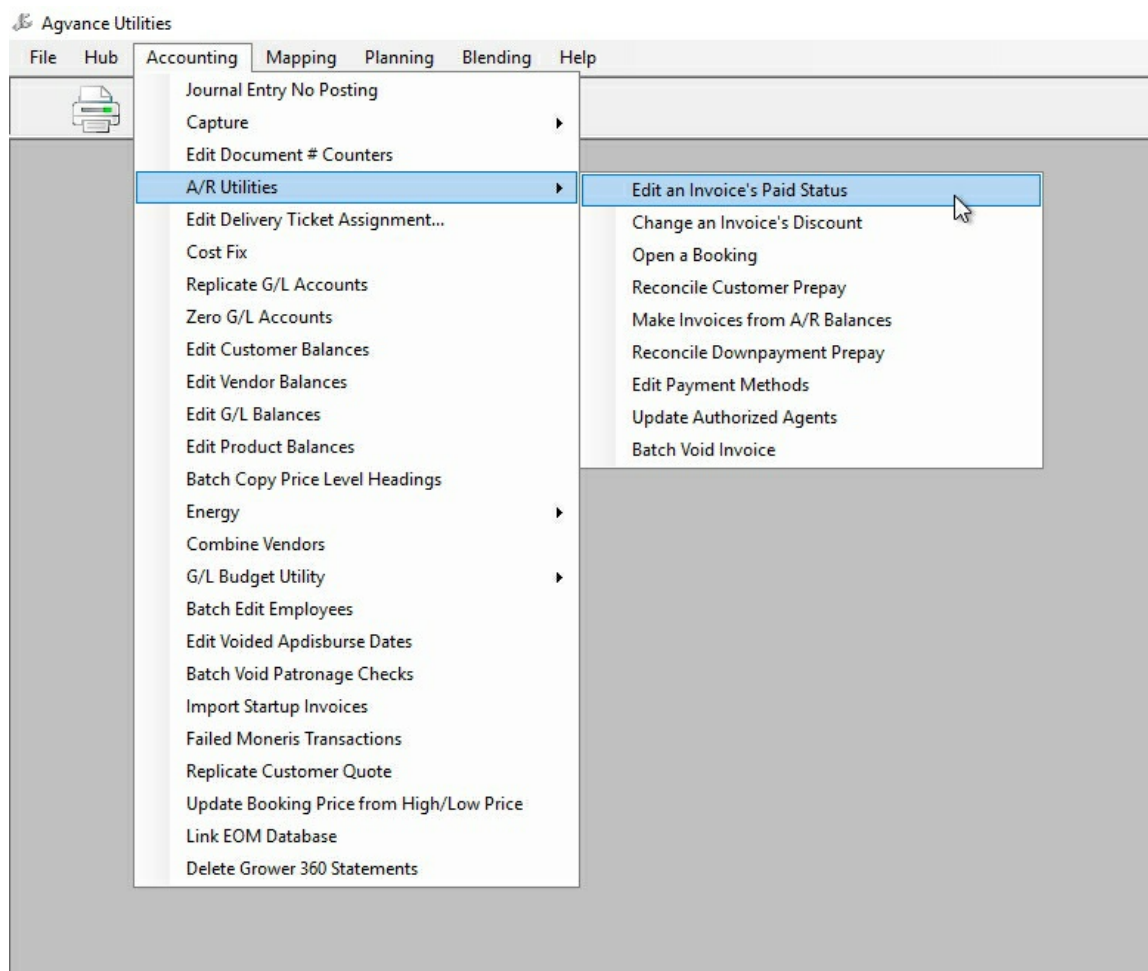 Agvance Utilities
File Hub Accounting Mapping Planning Blending Help
Journal Entry No Posting
Capture
Edit Document # Counters
A/R Utilities
Edit Delivery Ticket Assignment...
Cost Fix
Replicate G/L Accounts
Zero G/L Accounts
Edit Customer Balances
Edit Vendor Balances
Edit G/L Balances
Edit Product Balances
Batch Copy Price Level Headings
Energy
Combine Vendors
G/L Budget Utility
Batch Edit Employees
Edit Voided Apdisburse Dates
Batch Void Patronage Checks
Import Startup Invoices
Failed Moneris Transactions
Replicate Customer Quote
Update Booking Price from High/Low Price
Link EOM Database
Delete Grower 360 Statements
Edit an Invoice's Paid Status
Change an Invoice's Discount
Open a Booking
Reconcile Customer Prepay
Make Invoices from A/R Balances
Reconcile Downpayment Prepay
Edit Payment Methods
Update Authorized Agents
Batch Void Invoice